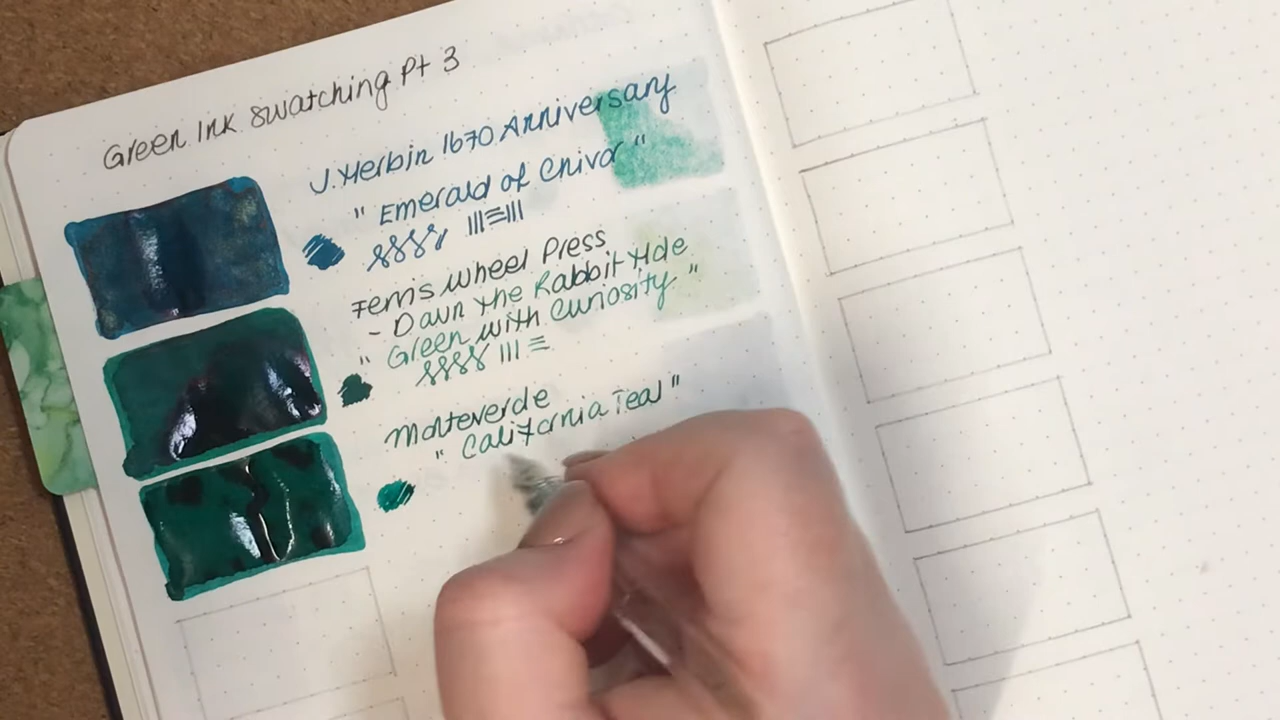 Green Ink Swatching Pt 3
J. Herbin 1670 Anniversary
" Emerald of Chivor "
Ferris Wheel Press
- Down the Rabbit Hole
" Green with Curiosity "
Monteverde
" California Teal "